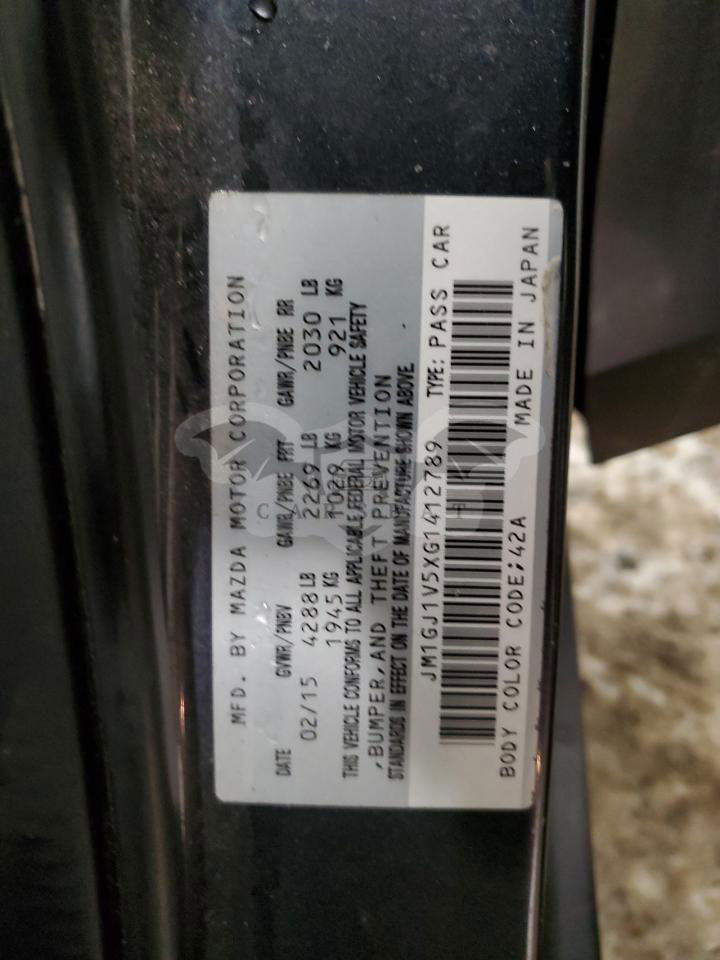 MFD. BY MAZDA MOTOR CORPORATION
DATE GVWR/PNBV GAWR/PNBE FRT GAWR/PNBE RR
02/15 4288 LB 2269 LB 2030 LB
1945 KG 1029 KG 921 KG
THIS VEHICLE CONFORMS TO ALL APPLICABLE FEDERAL MOTOR VEHICLE SAFETY
,BUMPER,AND THEFT PREVENTION
STANDARDS IN EFFECT ON THE DATE OF MANUFACTURE SHOWN ABOVE.
JM1GJ1V5XG1412789 TYPE: PASS CAR
BODY COLOR CODE;42A MADE IN JAPAN